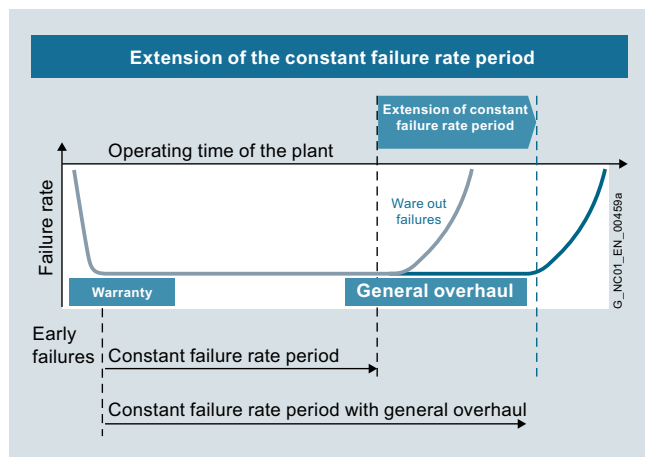 Extension of the constant failure rate period
Extension of constant
failure rate period
Operating time of the plant
Failure rate
Ware out
failures
G_NC01_EN_00459a
Warranty
General overhaul
Early
failures
Constant failure rate period
Constant failure rate period with general overhaul